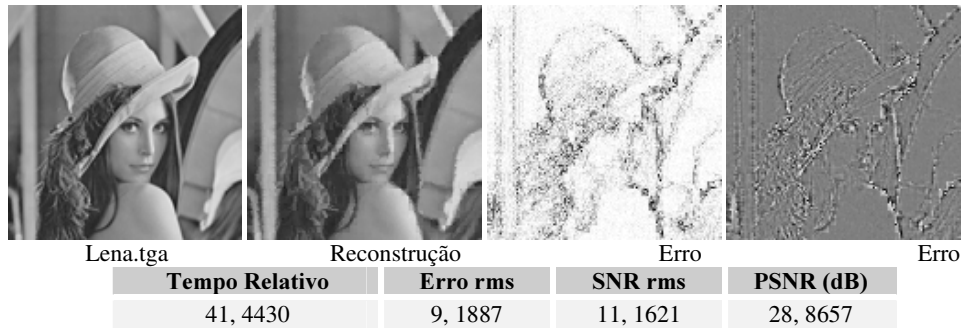 Lena.tga Reconstrução Erro Erro
Tempo Relativo Erro rms SNR rms PSNR (dB)
41, 4430 9, 1887 11, 1621 28, 8657